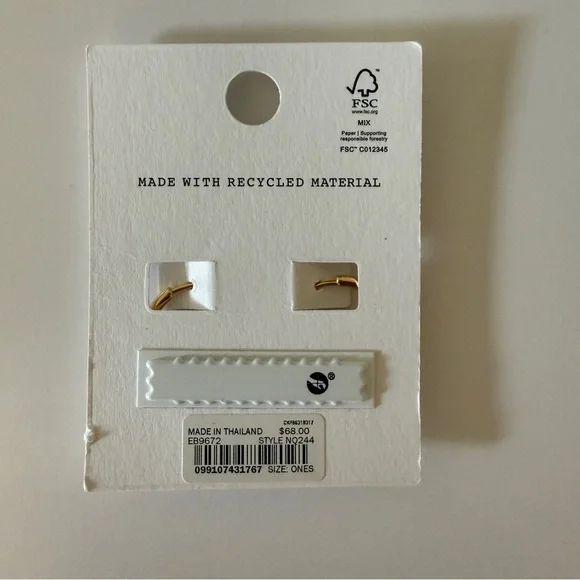 FSC
www.fsc.org
MIX
Paper | Supporting
responsible forestry
FSC™ C012345
MADE WITH RECYCLED MATERIAL
®
MADE IN THAILAND $68.00
EB9672 STYLE NQ244
099107431767 SIZE: ONES